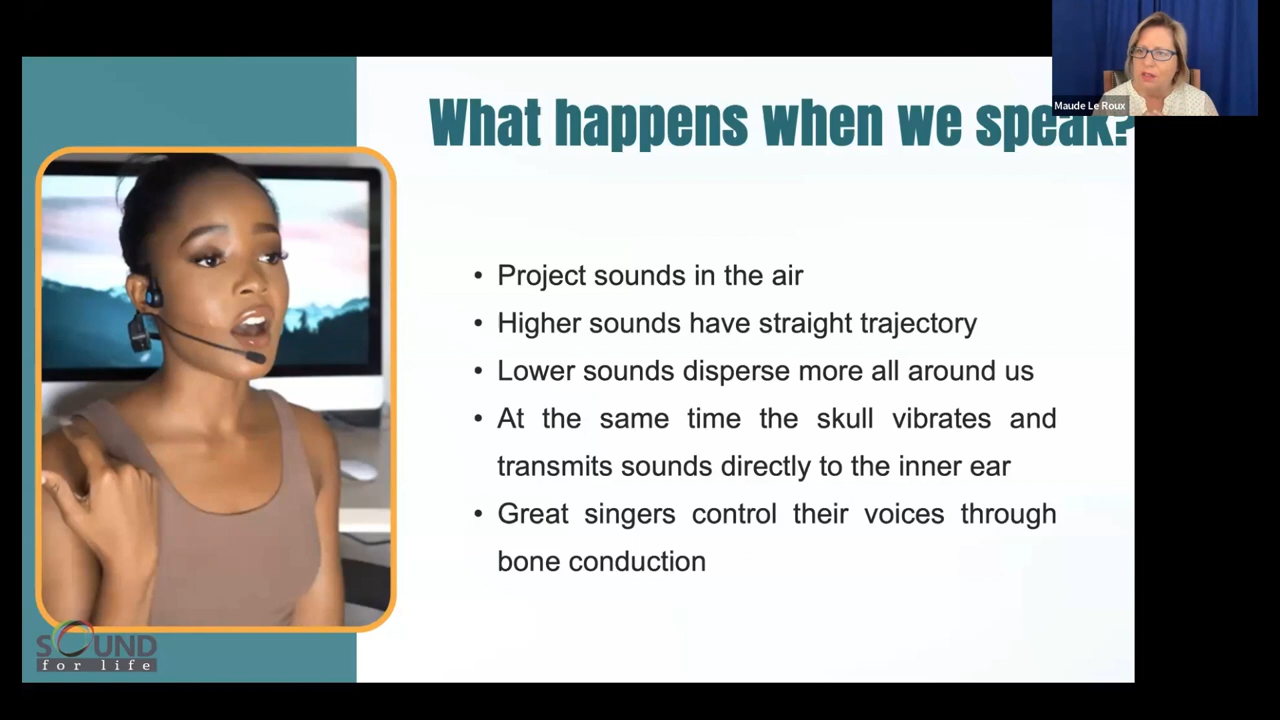 What happens when we speak?
Maude Le Roux
• Project sounds in the air
• Higher sounds have straight trajectory
• Lower sounds disperse more all around us
• At the same time the skull vibrates and
transmits sounds directly to the inner ear
• Great singers control their voices through
bone conduction
SOUND
for life